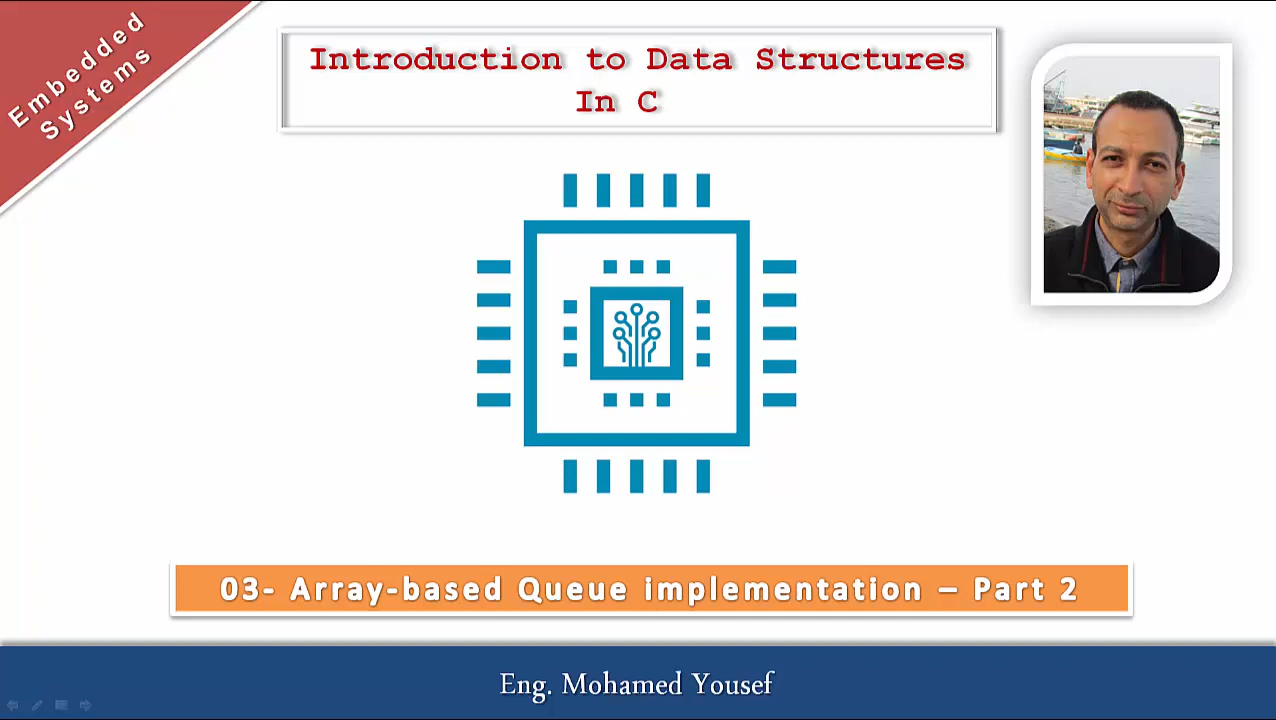 Embedded
Systems
Introduction to Data Structures
In C
03- Array-based Queue implementation – Part 2
Eng. Mohamed Yousef